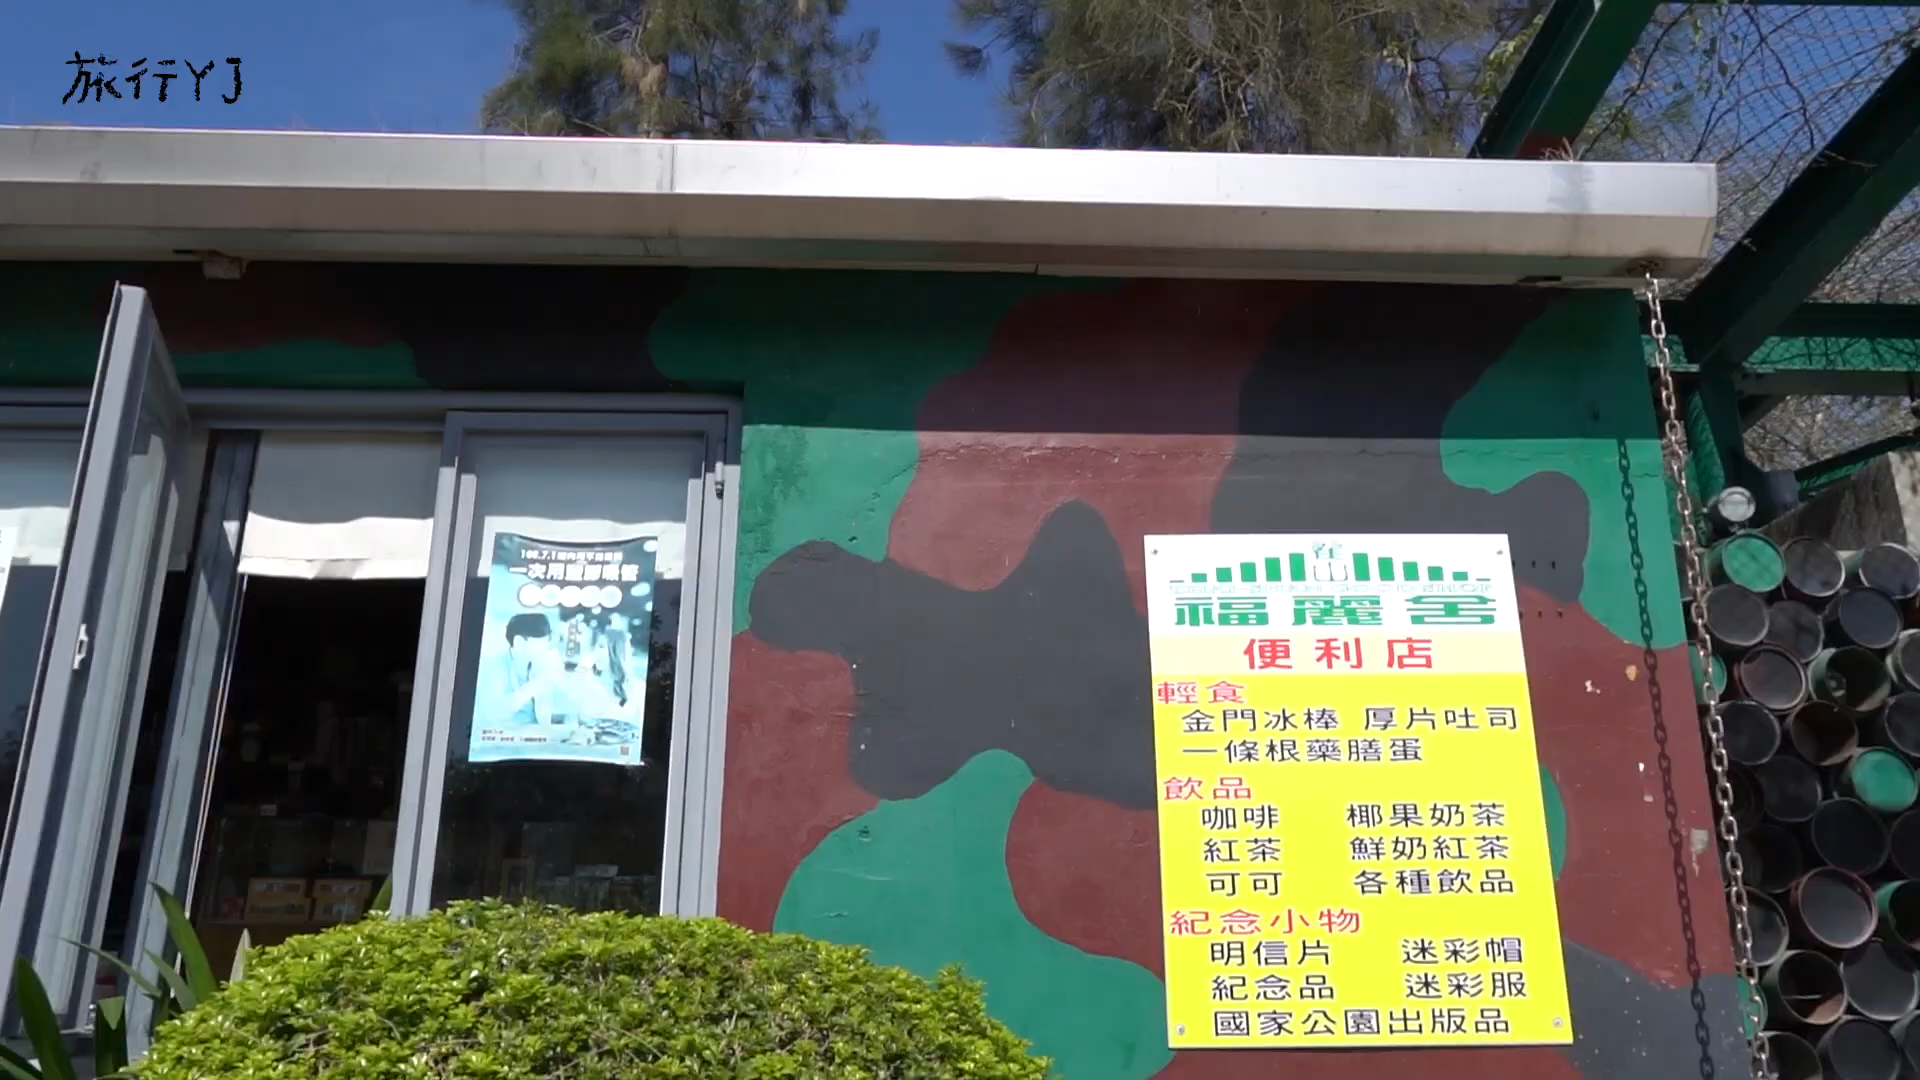 旅行YJ
一次用塑膠吸管
福麗舍
便利店
輕食
金門冰棒 厚片吐司
一條根藥膳蛋
飲品
咖啡 椰果奶茶
紅茶 鮮奶紅茶
可可 各種飲品
紀念小物
明信片 迷彩帽
紀念品 迷彩服
國家公園出版品